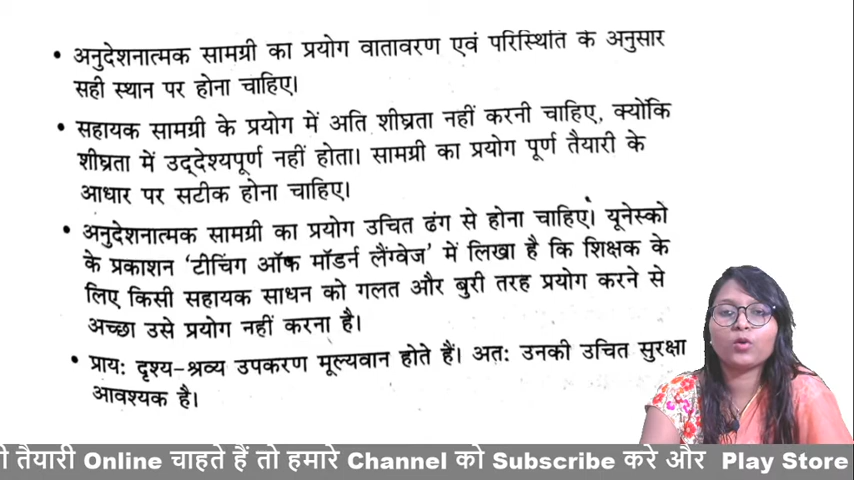 • अनुदेशनात्मक सामग्री का प्रयोग वातावरण एवं परिस्थिति के अनुसार
सही स्थान पर होना चाहिए।
• सहायक सामग्री के प्रयोग में अति शीघ्रता नहीं करनी चाहिए, क्योंकि
शीघ्रता में उद्देश्यपूर्ण नहीं होता। सामग्री का प्रयोग पूर्ण तैयारी के
आधार पर सटीक होना चाहिए।
• अनुदेशनात्मक सामग्री का प्रयोग उचित ढंग से होना चाहिए। यूनेस्को
के प्रकाशन ‘टीचिंग ऑफ मॉडर्न लैंग्वेज’ में लिखा है कि शिक्षक के
लिए किसी सहायक साधन को गलत और बुरी तरह प्रयोग करने से
अच्छा उसे प्रयोग नहीं करना है।
• प्राय: दृश्य-श्रव्य उपकरण मूल्यवान होते हैं। अत: उनकी उचित सुरक्षा
आवश्यक है।
तैयारी Online चाहते हैं तो हमारे Channel को Subscribe करे और Play Store